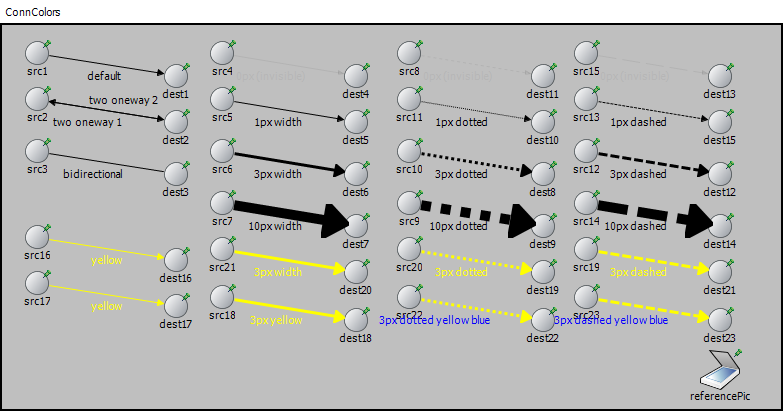 ConnColors
src1
default
dest1
src4
0px (invisible)
dest4
src8
0px (invisible)
dest11
src15
0px (invisible)
dest13
src2
two oneway 2
two oneway 1
dest2
src5
1px width
dest5
src11
1px dotted
dest10
src13
1px dashed
dest15
src3
bidirectional
dest3
src6
3px width
dest6
src10
3px dotted
dest8
src12
3px dashed
dest12
src7
10px width
dest7
src9
10px dotted
dest9
src14
10px dashed
dest14
src16
yellow
dest16
src21
3px width
dest20
src20
3px dotted
dest19
src19
3px dashed
dest21
src17
yellow
dest17
src18
3px yellow
dest18
src22
3px dotted yellow blue
dest22
src23
3px dashed yellow blue
dest23
referencePic